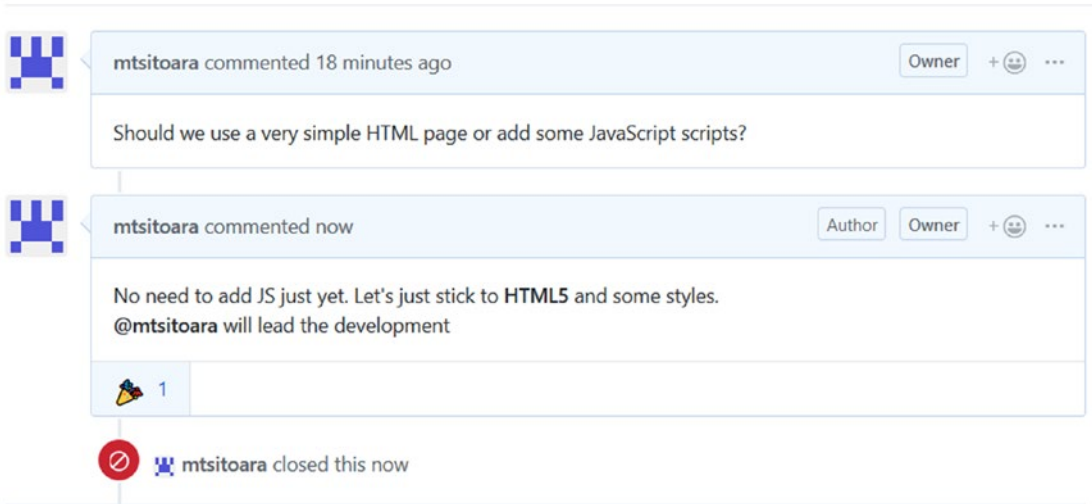 mtsitoara commented 18 minutes ago Owner
Should we use a very simple HTML page or add some JavaScript scripts?
mtsitoara commented now Author Owner
No need to add JS just yet. Let's just stick to HTML5 and some styles.
@mtsitoara will lead the development
1
mtsitoara closed this now